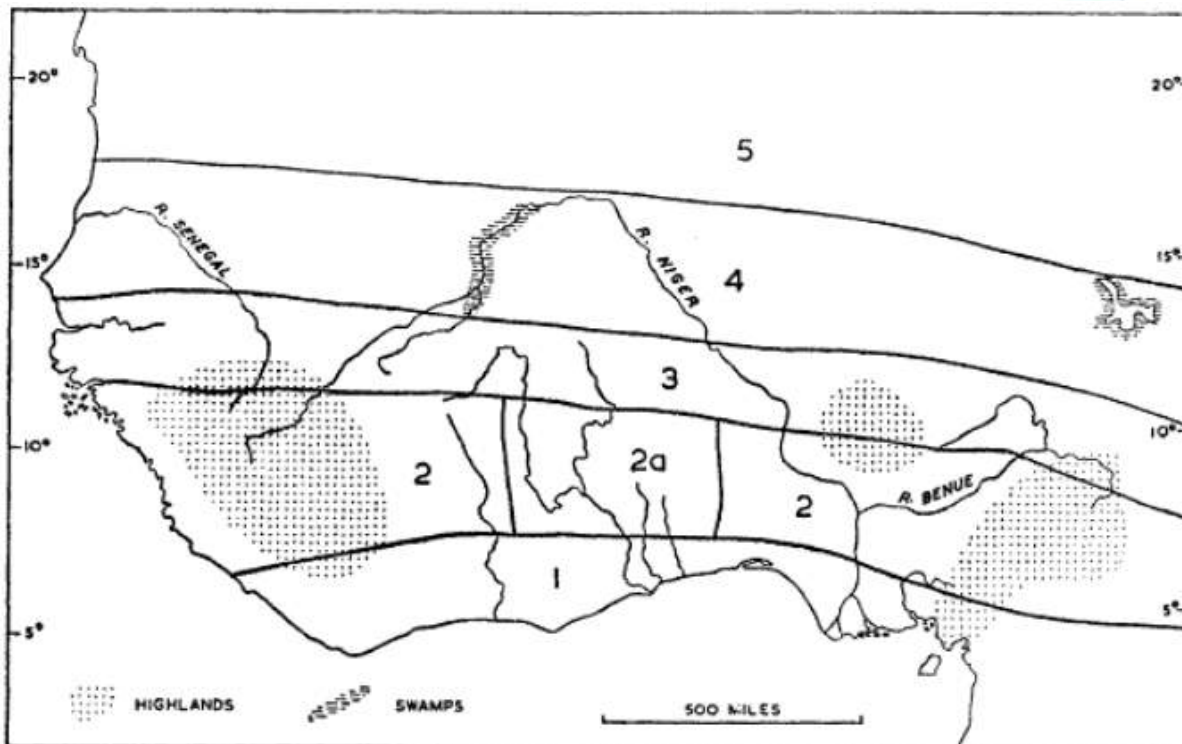 20°
20°
5
R. SENEGAL
15°
R. NIGER
15°
4
3
10°
10°
2
2a
2
R. BENUE
1
5°
5°
HIGHLANDS
SWAMPS
500 MILES